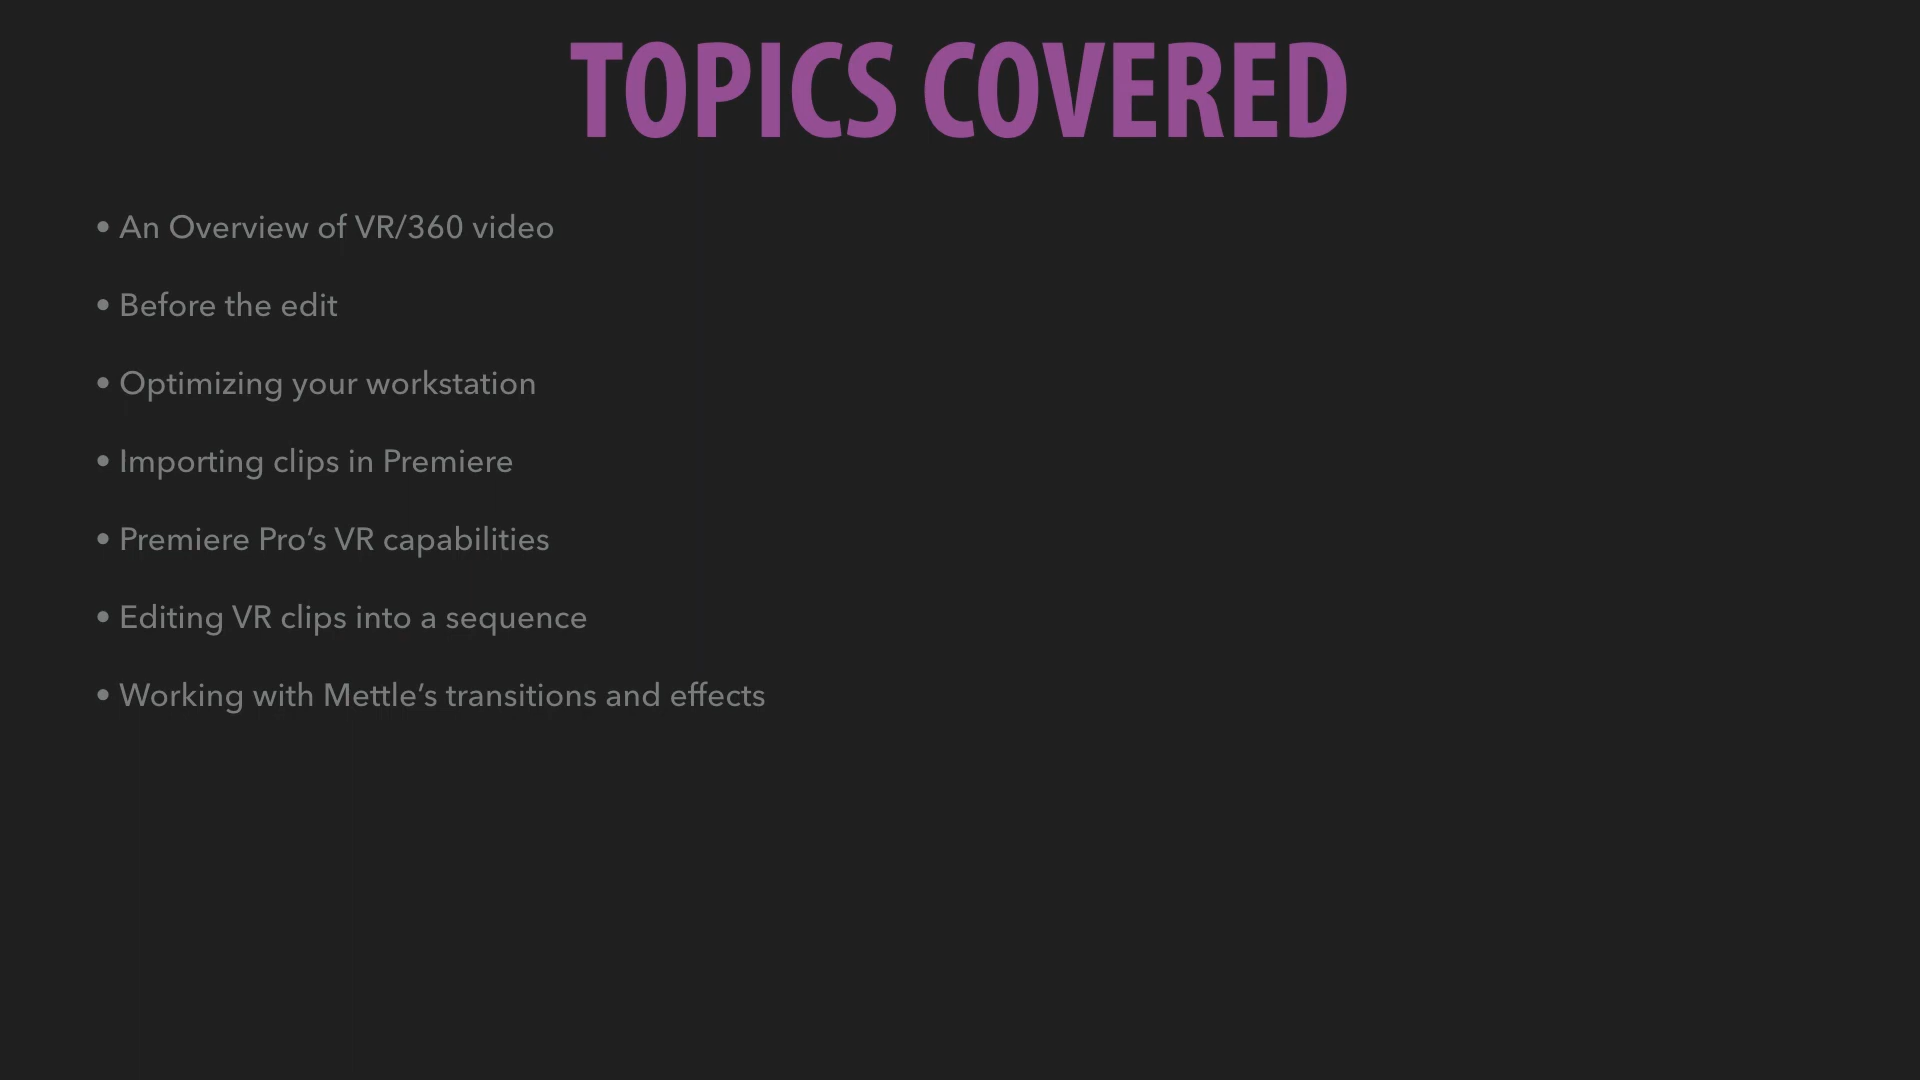 TOPICS COVERED
• An Overview of VR/360 video
• Before the edit
• Optimizing your workstation
• Importing clips in Premiere
• Premiere Pro’s VR capabilities
• Editing VR clips into a sequence
• Working with Mettle’s transitions and effects